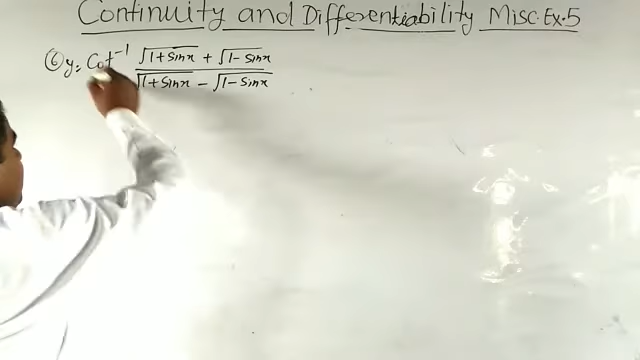 Continuity and Differentiability Misc. Ex. 5
⑥ y = Cot⁻¹ √1+Sinx + √1-Sinx
√1+Sinx - √1-Sinx